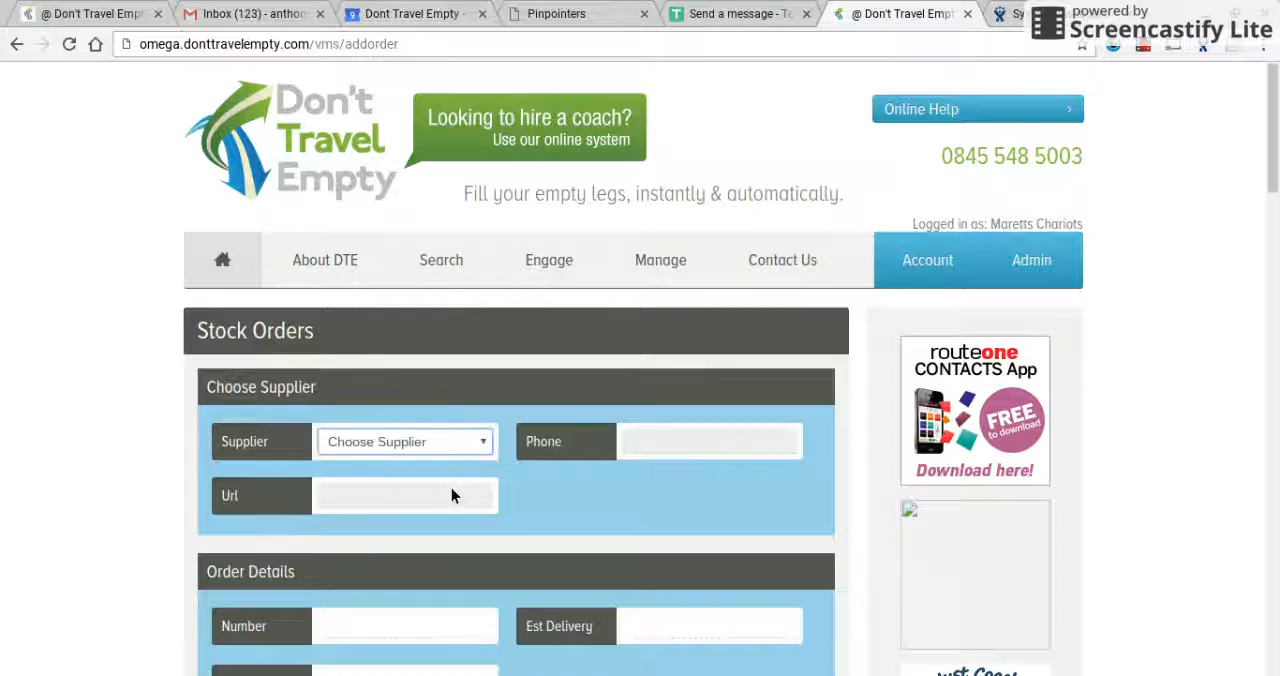 @ Don't Travel Empt
Inbox (123) - anthon
Dont Travel Empty -
Pinpointers
Send a message - Te
@ Don't Travel Empt
Sy
powered by
Screencastify Lite
omega.donttravelempty.com/vms/addorder
Don't
Travel
Empty
Looking to hire a coach?
Use our online system
Online Help
0845 548 5003
Fill your empty legs, instantly & automatically.
Logged in as: Maretts Chariots
About DTE
Search
Engage
Manage
Contact Us
Account
Admin
Stock Orders
Choose Supplier
Supplier
Choose Supplier
Phone
Url
Order Details
Number
Est Delivery
routeone
CONTACTS App
FREE
to download
Download here!